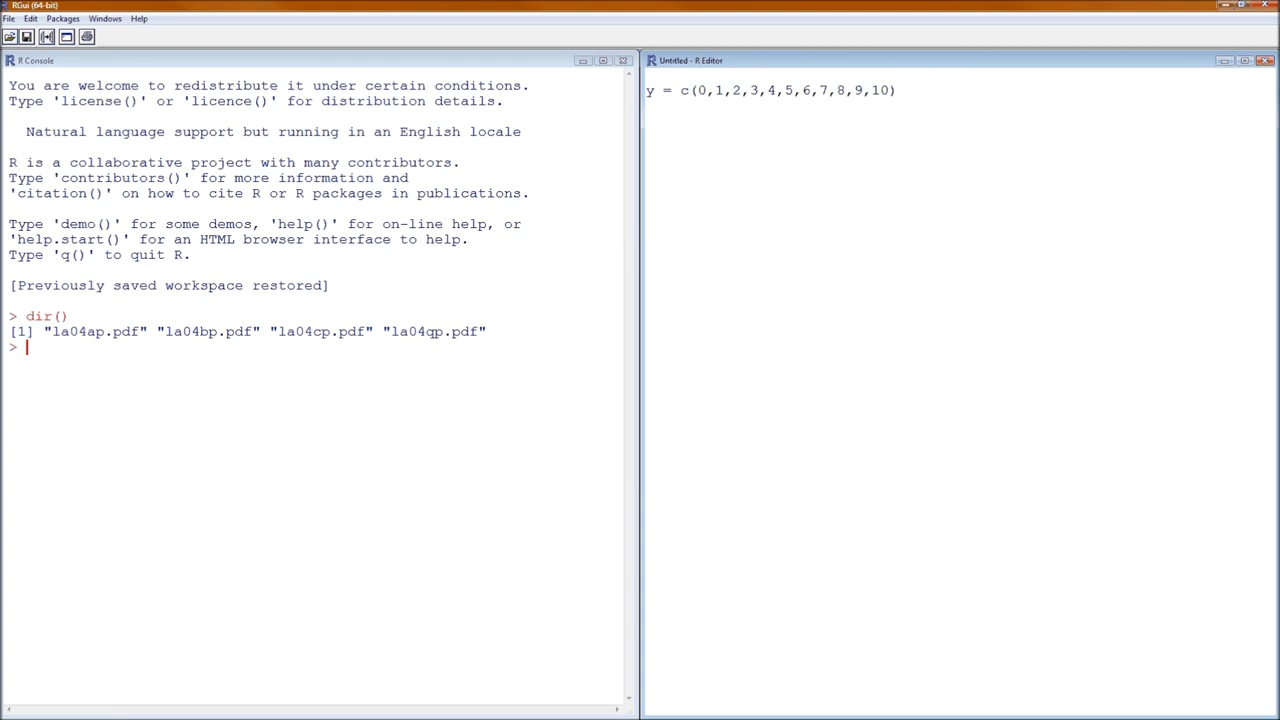 RGui (64-bit)
File Edit Packages Windows Help
R Console
You are welcome to redistribute it under certain conditions.
Type 'license()' or 'licence()' for distribution details.
Natural language support but running in an English locale
R is a collaborative project with many contributors.
Type 'contributors()' for more information and
'citation()' on how to cite R or R packages in publications.
Type 'demo()' for some demos, 'help()' for on-line help, or
'help.start()' for an HTML browser interface to help.
Type 'q()' to quit R.
[Previously saved workspace restored]
> dir()
[1] "la04ap.pdf" "la04bp.pdf" "la04cp.pdf" "la04qp.pdf"
>
Untitled - R Editor
y = c(0,1,2,3,4,5,6,7,8,9,10)